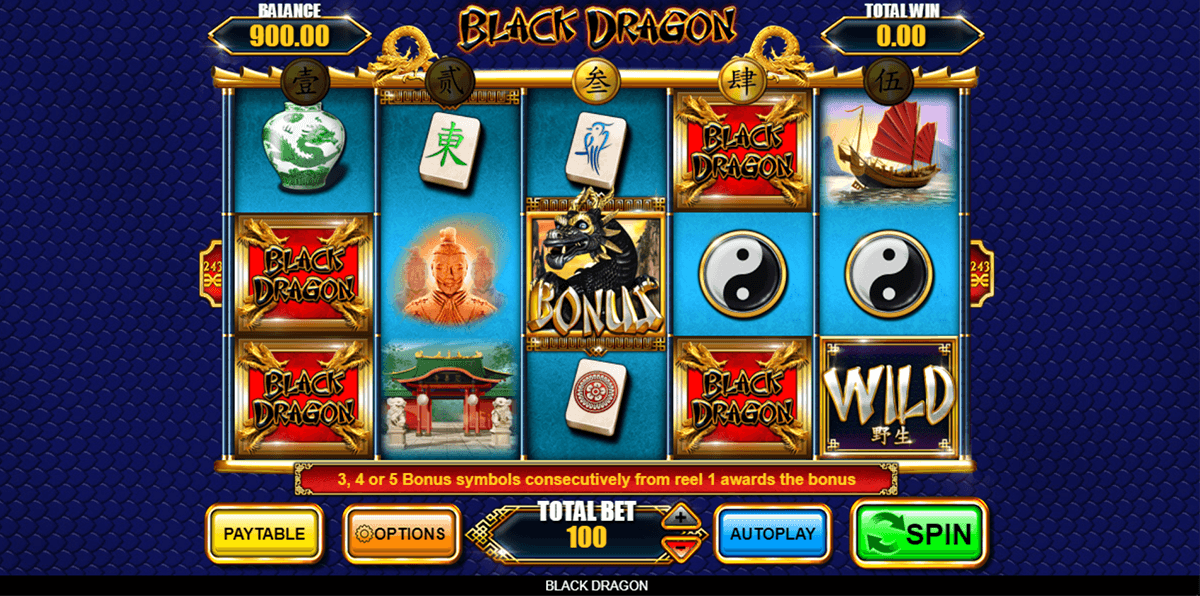 BALANCE
900.00
BLACK DRAGON
TOTAL WIN
0.00
壹
贰
叁
肆
伍
東
BLACK
DRAGON
BLACK
DRAGON
BONUS
243
243
BLACK
DRAGON
BLACK
DRAGON
WILD
野生
3, 4 or 5 Bonus symbols consecutively from reel 1 awards the bonus
PAYTABLE
OPTIONS
TOTAL BET
100
+
-
AUTOPLAY
SPIN
BLACK DRAGON